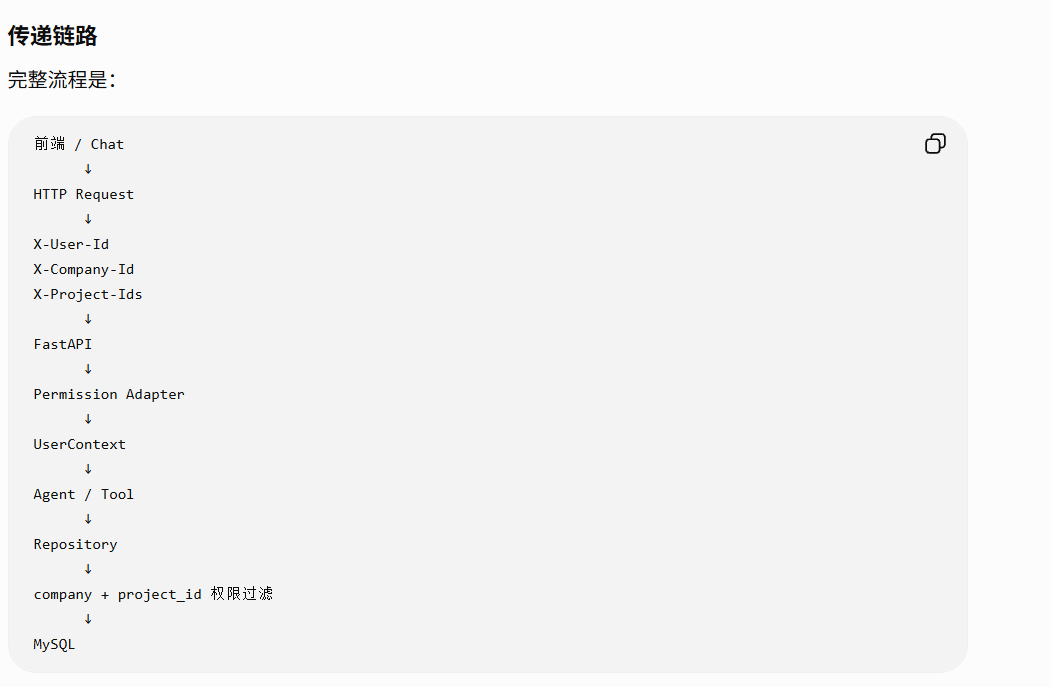 传递链路
完整流程是：
前端 / Chat
↓
HTTP Request
↓
X-User-Id
X-Company-Id
X-Project-Ids
↓
FastAPI
↓
Permission Adapter
↓
UserContext
↓
Agent / Tool
↓
Repository
↓
company + project_id 权限过滤
↓
MySQL